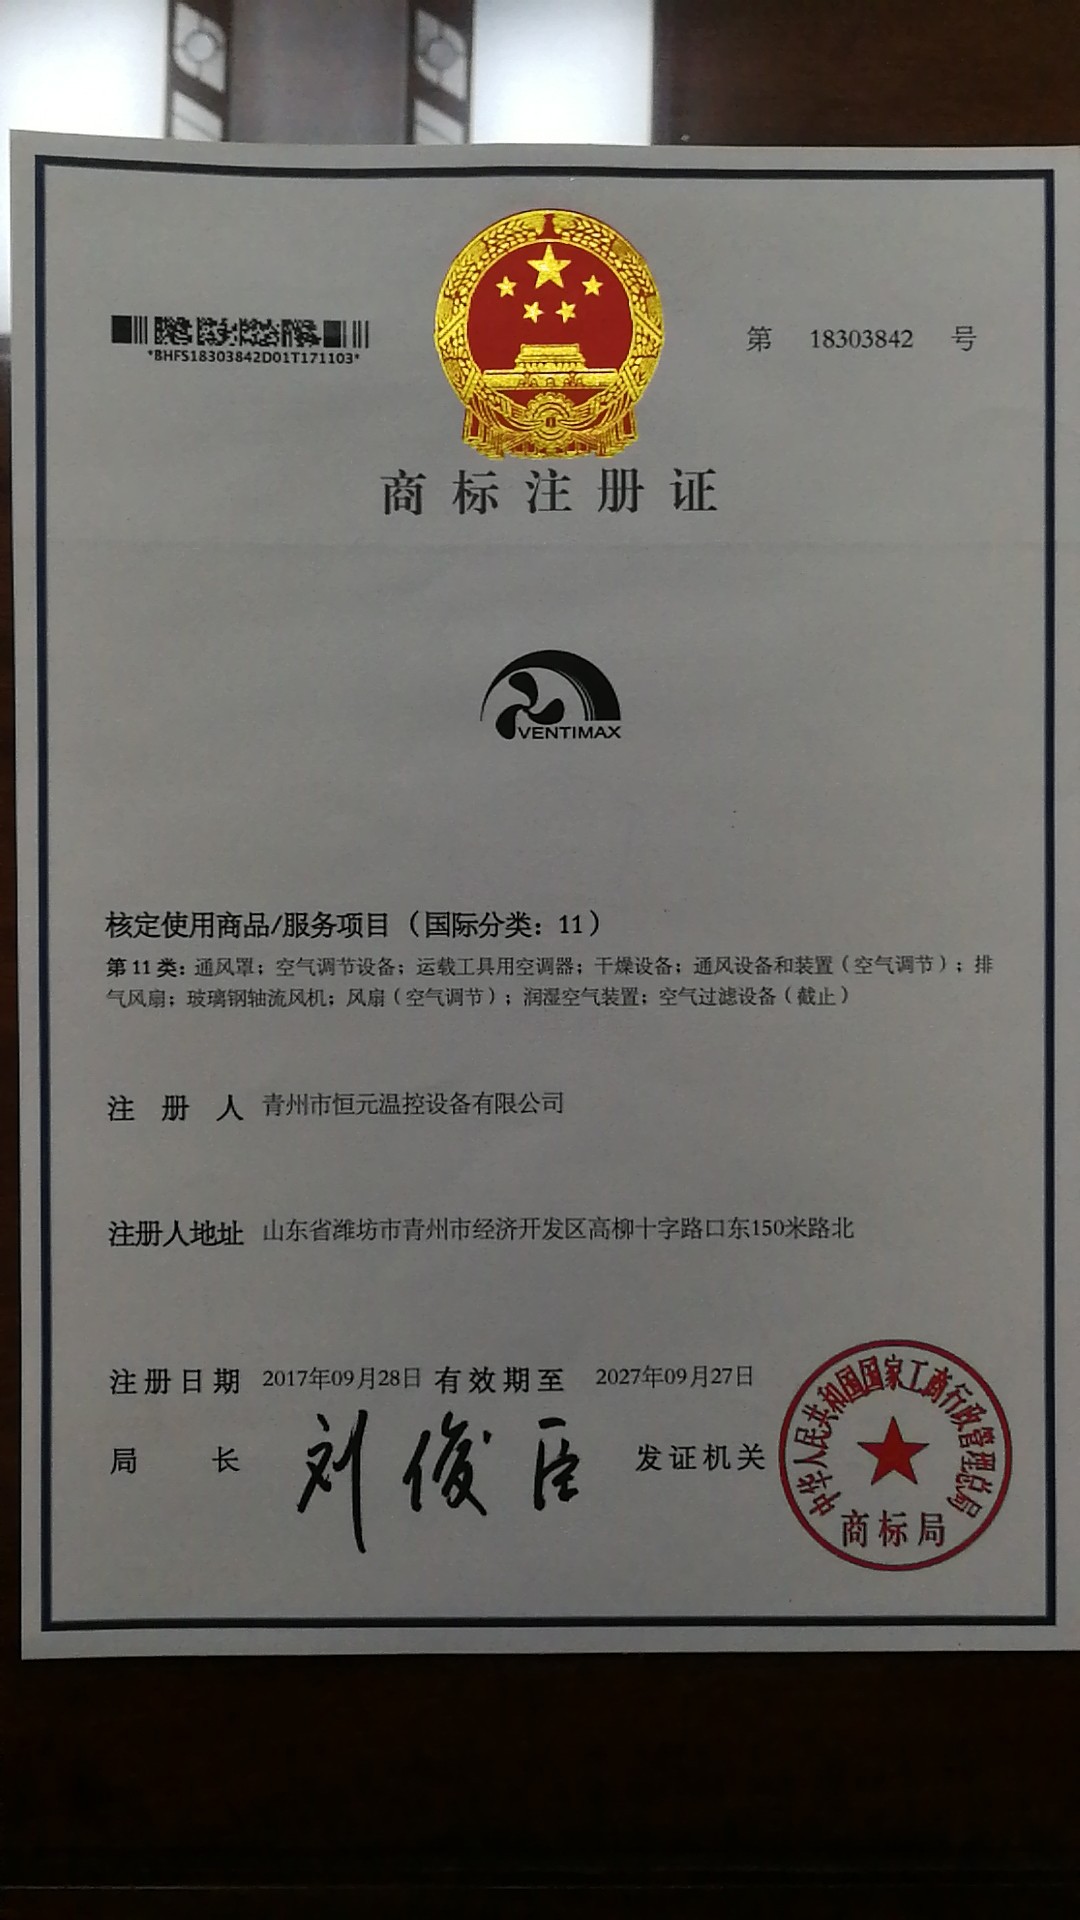 *BHFS18303842D01T171103*
第 18303842 号
商标注册证
VENTIMAX
核定使用商品/服务项目（国际分类：11）
第11类：通风罩；空气调节设备；运载工具用空调器；干燥设备；通风设备和装置（空气调节）；排
气风扇；玻璃钢轴流风机；风扇（空气调节）；润湿空气装置；空气过滤设备（截止）
注册人 青州市恒元温控设备有限公司
注册人地址 山东省潍坊市青州市经济开发区高柳十字路口东150米路北
注册日期 2017年09月28日 有效期至 2027年09月27日
局长 刘俊臣 发证机关
中华人民共和国国家工商行政管理总局
商标局